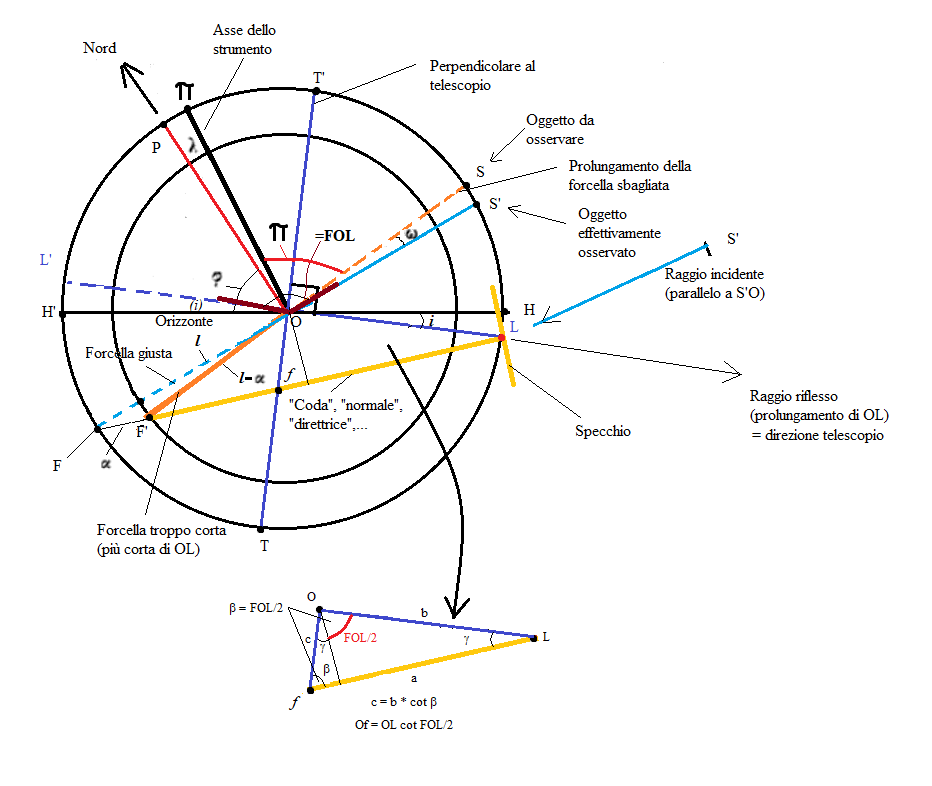 Asse dello
strumento
Nord
T'
Perpendicolare al
telescopio
Π
P
λ
Oggetto da
osservare
S
Prolungamento della
forcella sbagliata
S'
Oggetto
effettivamente
osservato
Π
=FOL
ω
S'
Raggio incidente
(parallelo a S'O)
L'
?
H'
(i)
Orizzonte
O
i
H
L
l
Forcella giusta
l-α
f
"Coda", "normale",
"direttrice",...
F'
F
α
Raggio riflesso
(prolungamento di OL)
= direzione telescopio
Specchio
Forcella troppo corta
(più corta di OL)
T
O
β = FOL/2
b
c
γ
FOL/2
γ
L
β
a
f
c = b * cot β
Of = OL cot FOL/2